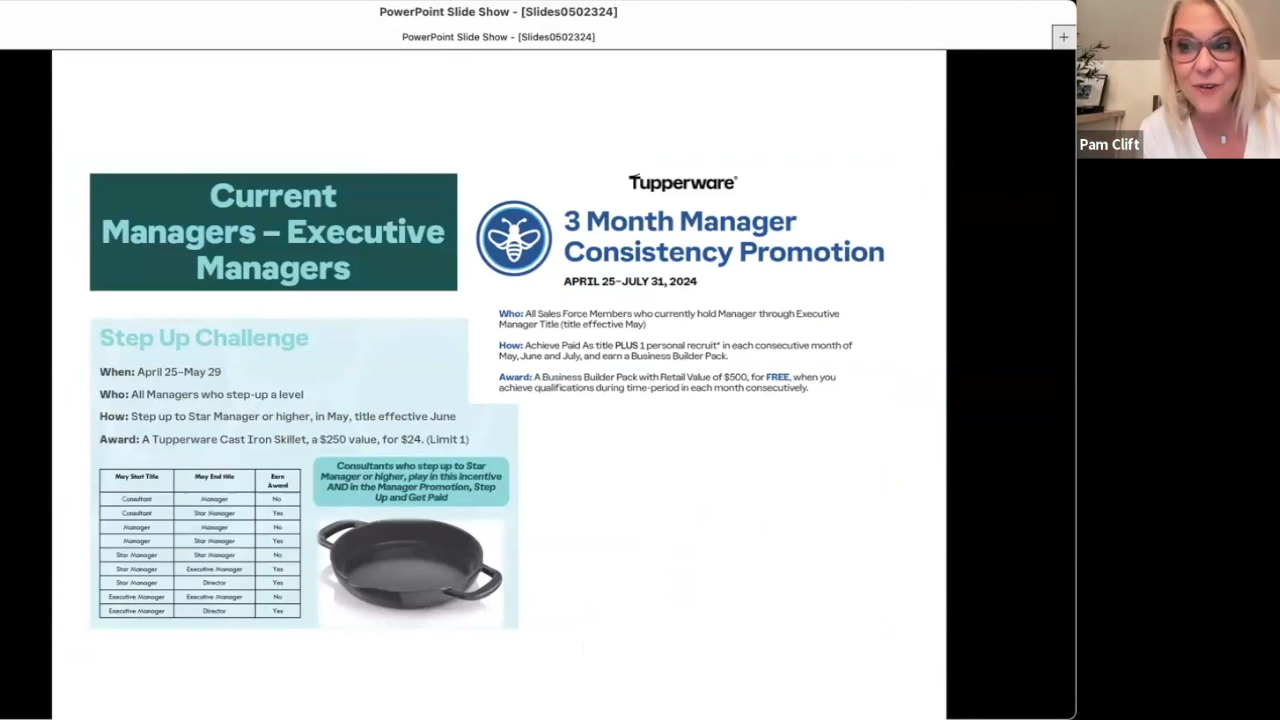 PowerPoint Slide Show - [Slides0502324]
PowerPoint Slide Show - [Slides0502324]
+
Pam Clift
Current
Managers – Executive
Managers
Step Up Challenge
When: April 25–May 29
Who: All Managers who step-up a level
How: Step up to Star Manager or higher, in May, title effective June
Award: A Tupperware Cast Iron Skillet, a $250 value, for $24. (Limit 1)
May Start Title May End title Earn Award
Consultant Manager No
Consultant Star Manager Yes
Manager Manager No
Manager Star Manager Yes
Star Manager Star Manager No
Star Manager Executive Manager Yes
Star Manager Director Yes
Executive Manager Executive Manager No
Executive Manager Director Yes
Consultants who step up to Star
Manager or higher, play in this incentive
AND in the Manager Promotion, Step
Up and Get Paid
Tupperware®
3 Month Manager
Consistency Promotion
APRIL 25–JULY 31, 2024
Who: All Sales Force Members who currently hold Manager through Executive
Manager Title (title effective May)
How: Achieve Paid As title PLUS 1 personal recruit* in each consecutive month of
May, June and July, and earn a Business Builder Pack.
Award: A Business Builder Pack with Retail Value of $500, for FREE, when you
achieve qualifications during time-period in each month consecutively.